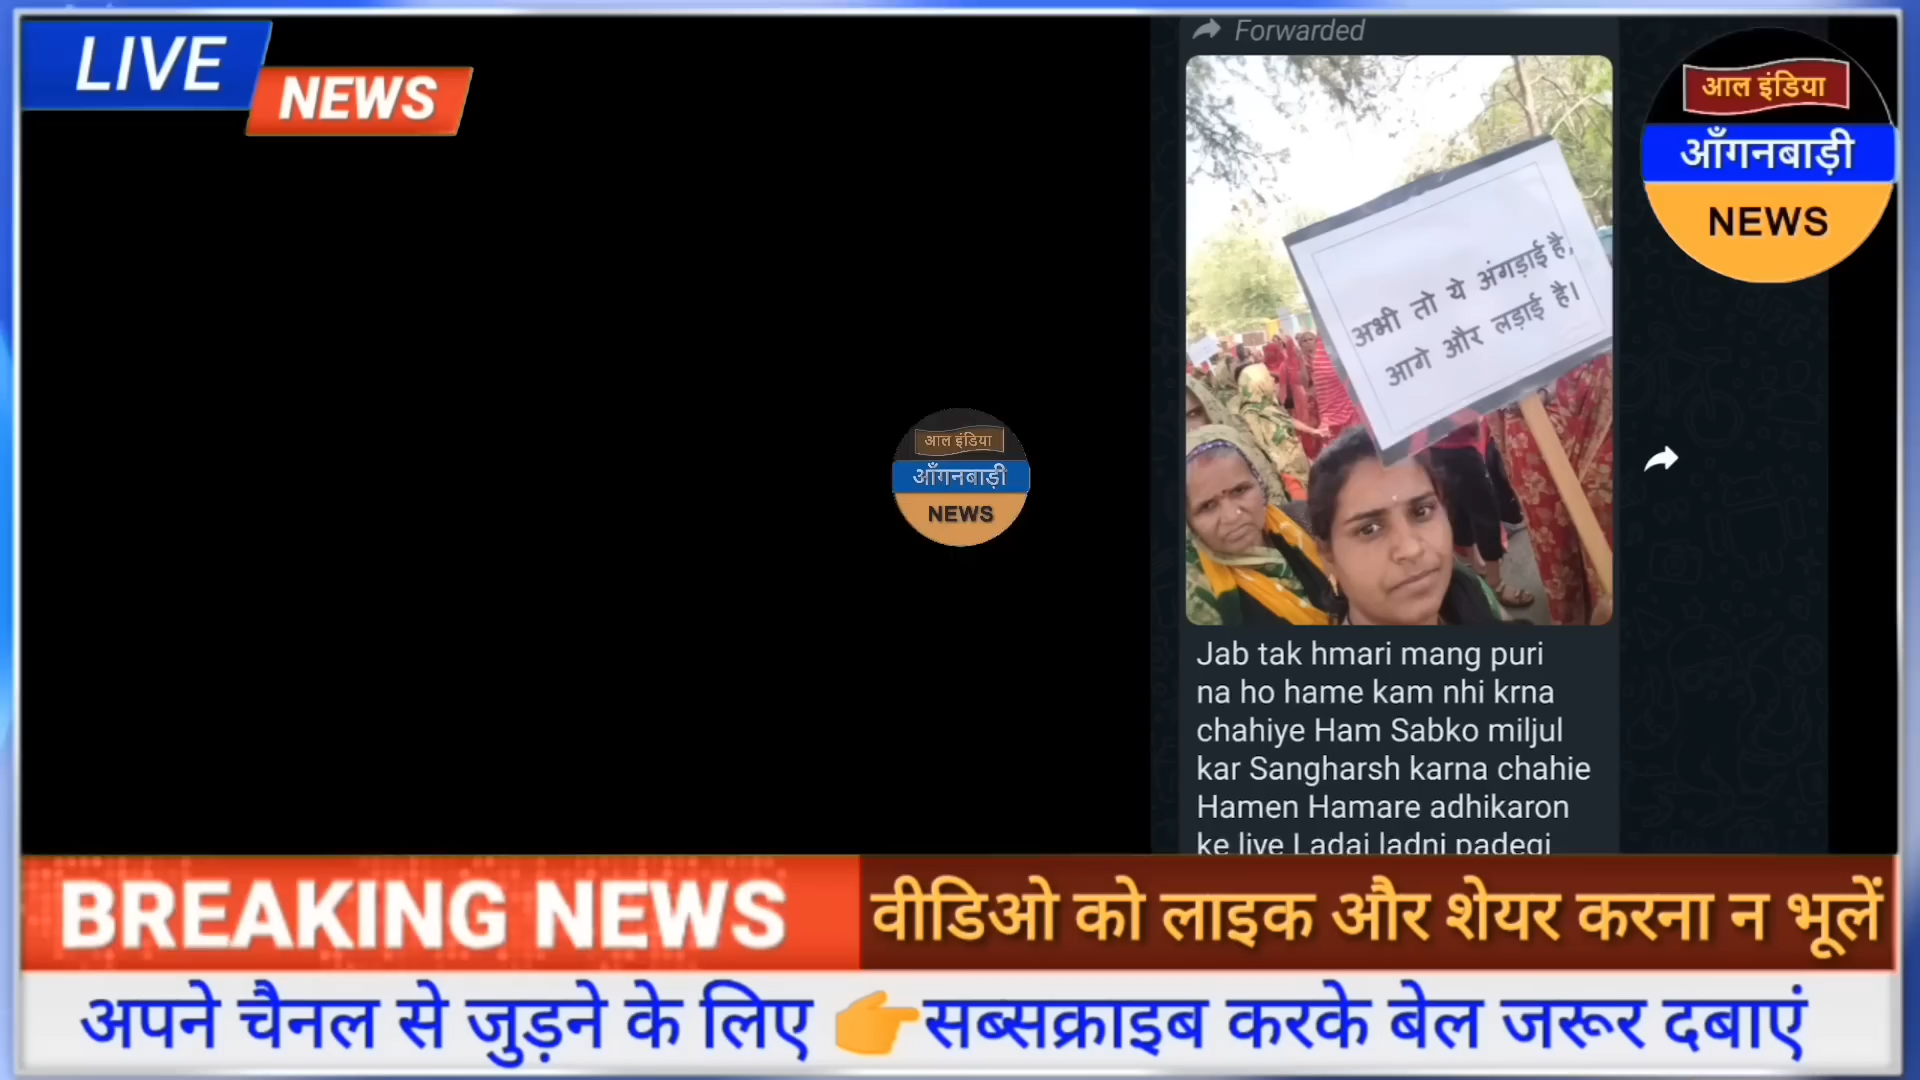 LIVE
NEWS
Forwarded
आल इंडिया
आँगनबाड़ी
NEWS
अभी तो ये अंगड़ाई है,
आगे और लड़ाई है।
आल इंडिया
आँगनबाड़ी
NEWS
Jab tak hmari mang puri
na ho hame kam nhi krna
chahiye Ham Sabko miljul
kar Sangharsh karna chahie
Hamen Hamare adhikaron
ke live Ladai ladni padegi
BREAKING NEWS
वीडिओ को लाइक और शेयर करना न भूलें
अपने चैनल से जुड़ने के लिए 👉सब्सक्राइब करके बेल जरूर दबाएं